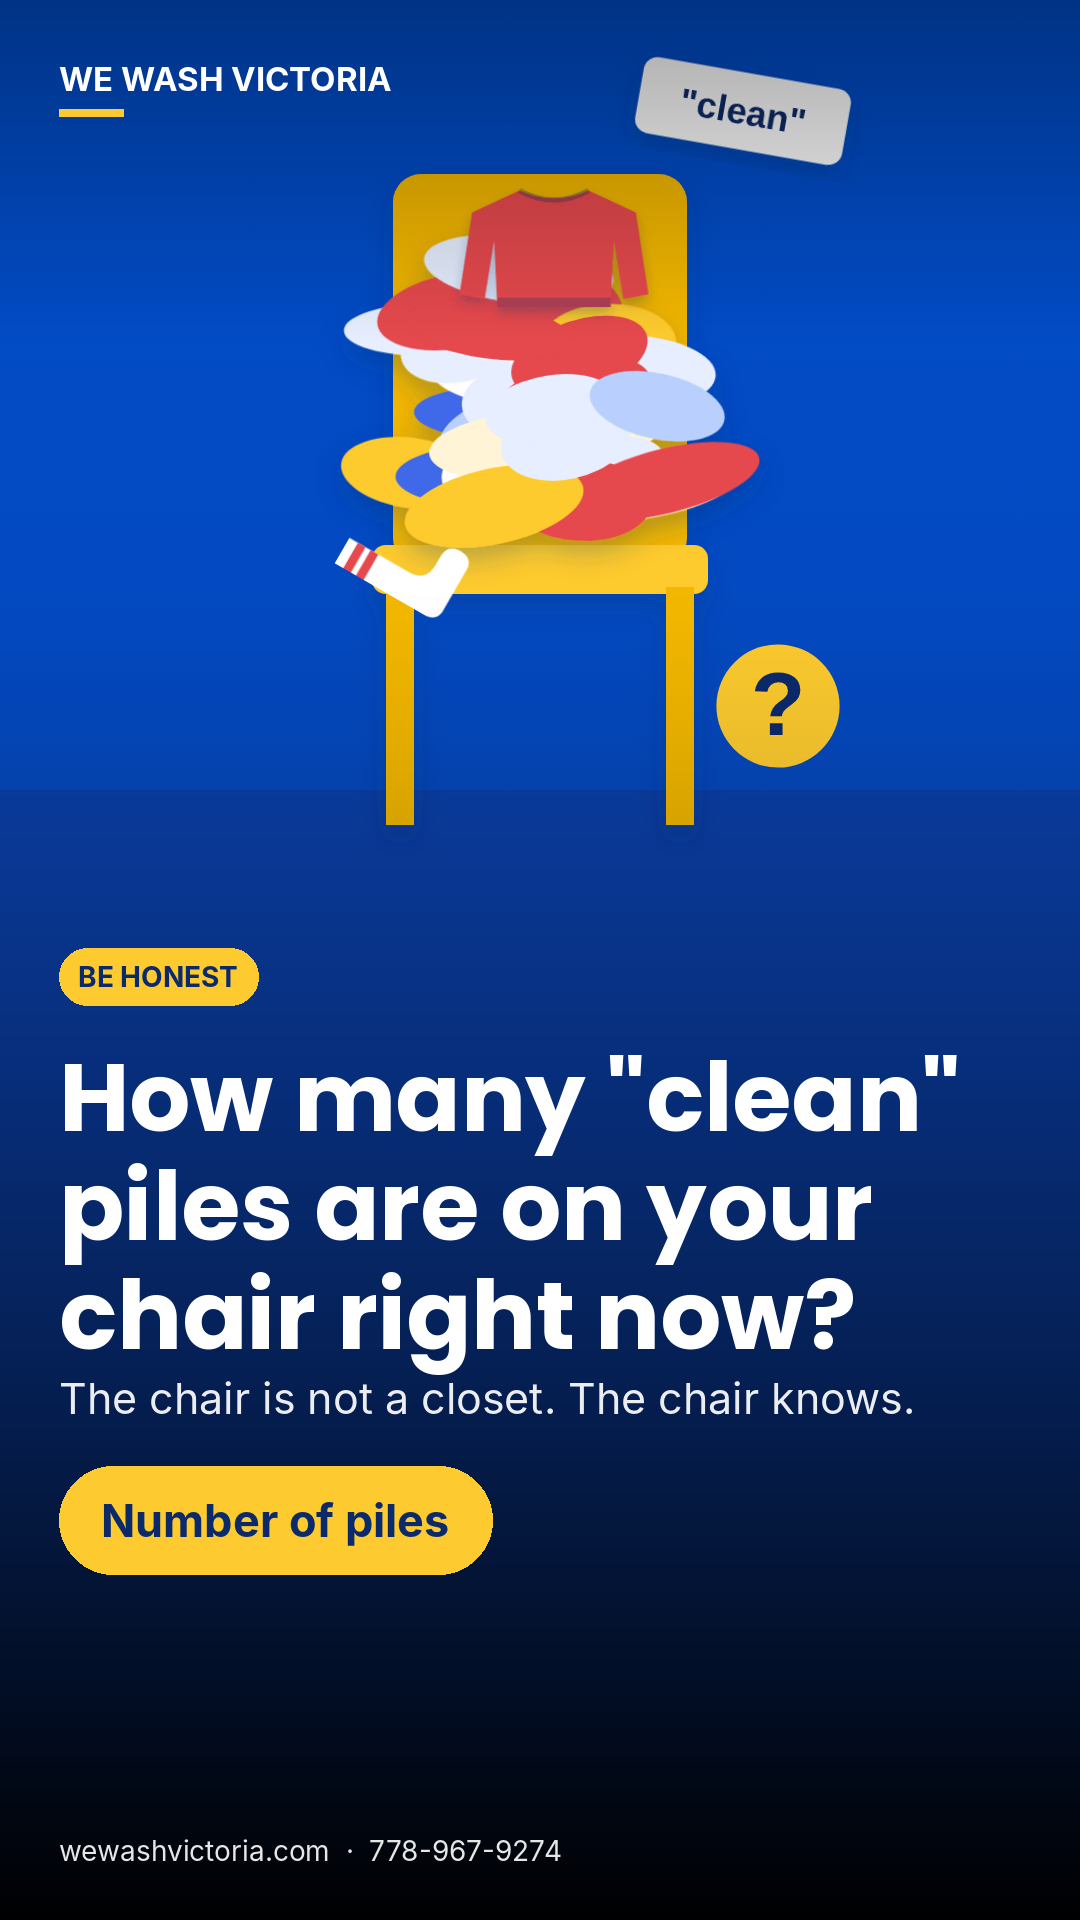 WE WASH VICTORIA
"clean"
?
BE HONEST
How many "clean"
piles are on your
chair right now?
The chair is not a closet. The chair knows.
Number of piles
wewashvictoria.com · 778-967-9274